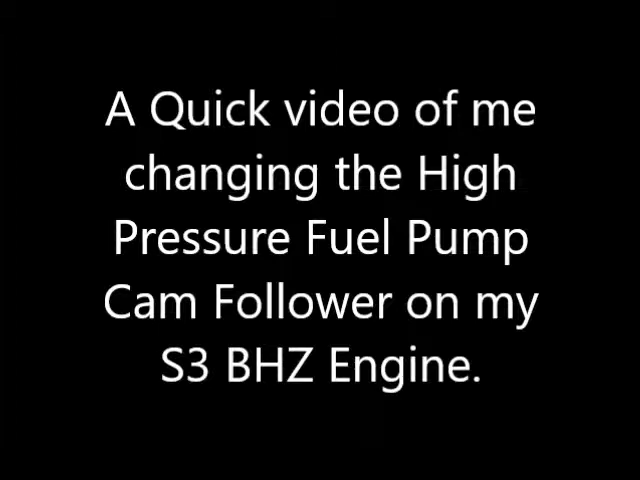 A Quick video of me
changing the High
Pressure Fuel Pump
Cam Follower on my
S3 BHZ Engine.